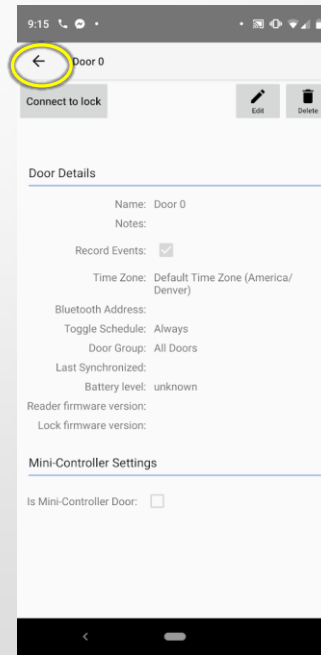 9:15
Door 0
Connect to lock
Edit
Delete
Door Details
Name: Door 0
Notes:
Record Events:
Time Zone: Default Time Zone (America/
Denver)
Bluetooth Address:
Toggle Schedule: Always
Door Group: All Doors
Last Synchronized:
Battery level: unknown
Reader firmware version:
Lock firmware version:
Mini-Controller Settings
Is Mini-Controller Door: